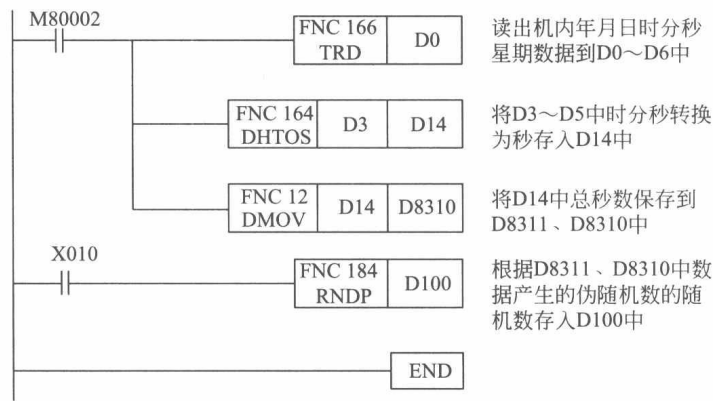 M80002
FNC 166
TRD
D0
读出机内年月日时分秒
星期数据到D0～D6中
FNC 164
DHTOS
D3
D14
将D3～D5中时分秒转换
为秒存入D14中
FNC 12
DMOV
D14
D8310
将D14中总秒数保存到
D8311、D8310中
X010
FNC 184
RNDP
D100
根据D8311、D8310中数
据产生的伪随机数的随
机数存入D100中
END